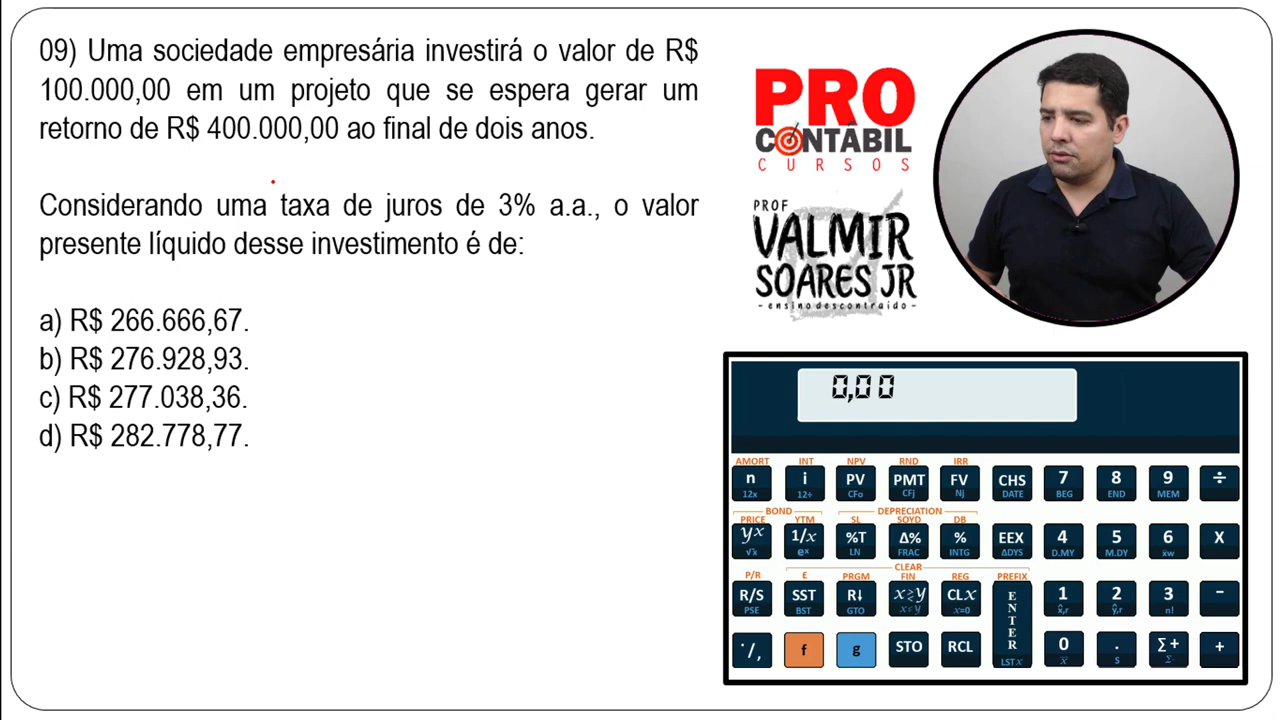 09) Uma sociedade empresária investirá o valor de R$
100.000,00 em um projeto que se espera gerar um
retorno de R$ 400.000,00 ao final de dois anos.
Considerando uma taxa de juros de 3% a.a., o valor
presente líquido desse investimento é de:
a) R$ 266.666,67.
b) R$ 276.928,93.
c) R$ 277.038,36.
d) R$ 282.778,77.
PRO
CONTÁBIL
CURSOS
PROF
VALMIR
SOARES JR
- ensino descontraído -
0,00
AMORT INT NPV RND IRR
n i PV PMT FV CHS 7 8 9 ÷
12x 12÷ CFo CFj Nj DATE BEG END MEM
BOND DEPRECIATION
PRICE YTM SL SOYD DB
yx 1/x %T Δ% % EEX 4 5 6 X
√x ex LN FRAC INTG ΔDYS D.MY M.DY x̄w
CLEAR
P/R £ PRGM FIN REG PREFIX
R/S SST R↓ x≷y CLx ENTER 1 2 3 −
PSE BST GTO x≤y x=0 x̂,r ŷ,r n!
·/, f g STO RCL 0 . Σ+ +
LSTx x̄ s Σ-